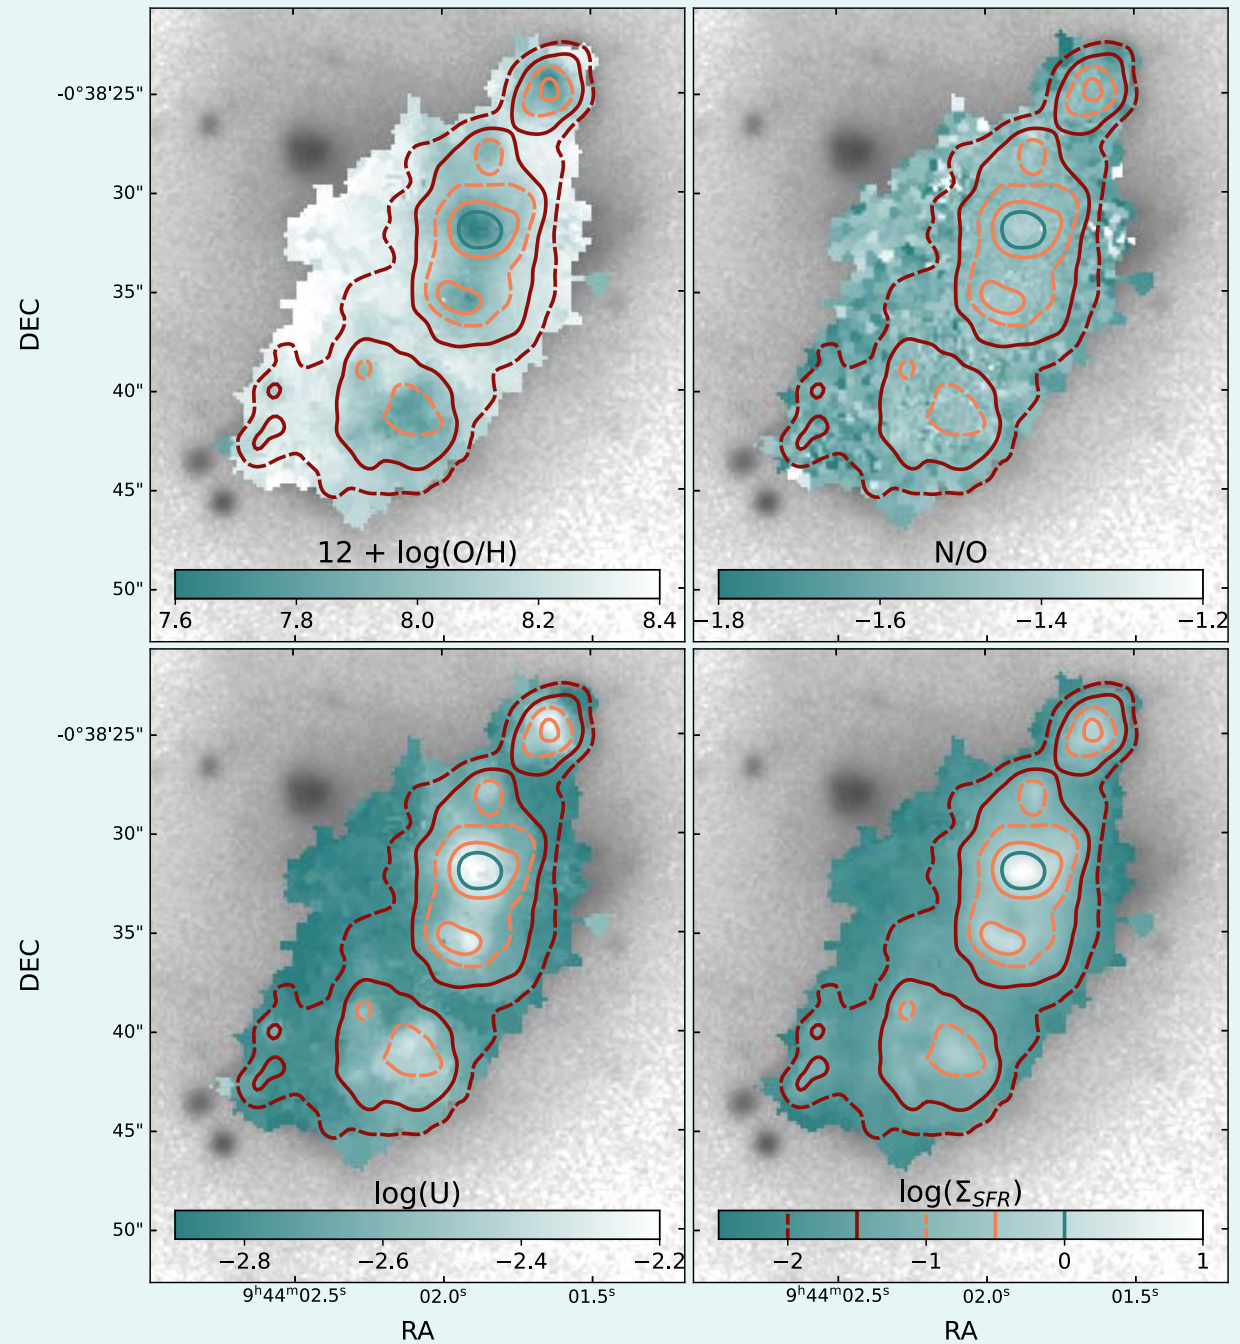 -0°38'25"
30"
35"
40"
45"
50"
DEC
12 + log(O/H)
7.6 7.8 8.0 8.2 8.4
N/O
−1.8 −1.6 −1.4 −1.2
-0°38'25"
30"
35"
40"
45"
50"
DEC
log(U)
−2.8 −2.6 −2.4 −2.2
log(Σ_SFR)
−2 −1 0 1
9ʰ44ᵐ02.5ˢ 02.0ˢ 01.5ˢ
RA
9ʰ44ᵐ02.5ˢ 02.0ˢ 01.5ˢ
RA